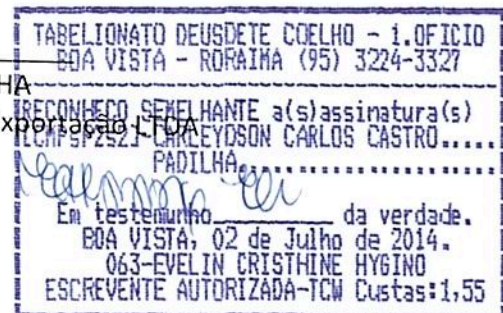 TABELIONATO DEUSDETE COELHO - 1.OFICIO
BOA VISTA - RORAIMA (95) 3224-3327
HA
RECONHECO SEMELHANTE a(s)assinatura(s)
xportação LTDA
CARLEYDSON CARLOS CASTRO.....
PADILHA
Em testemunho da verdade.
BOA VISTA, 02 de Julho de 2014.
063-EVELIN CRISTHINE HYGINO
ESCREVENTE AUTORIZADA-TCW Custas:1,55